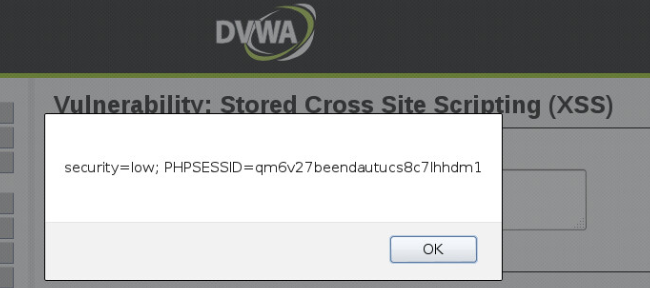 DVWA
Vulnerability: Stored Cross Site Scripting (XSS)
security=low; PHPSESSID=qm6v27beendautucs8c7lhhdm1
OK